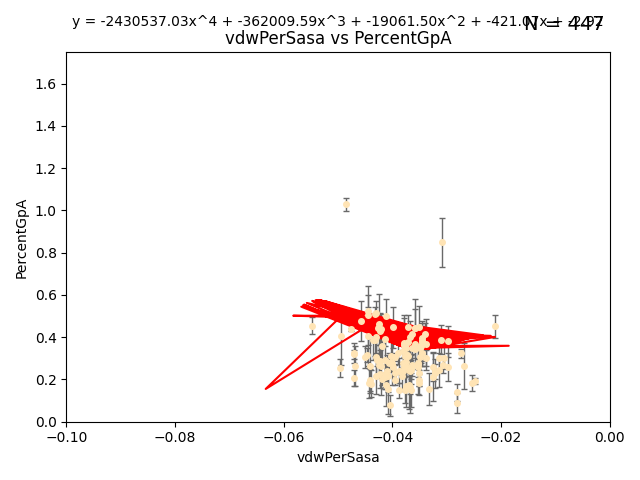 y = -2430537.03x^4 + -362009.59x^3 + -19061.50x^2 + -421.07x + -2.97
N = 447
vdwPerSasa vs PercentGpA
PercentGpA
1.6
1.4
1.2
1.0
0.8
0.6
0.4
0.2
0.0
−0.10 −0.08 −0.06 −0.04 −0.02 0.00
vdwPerSasa